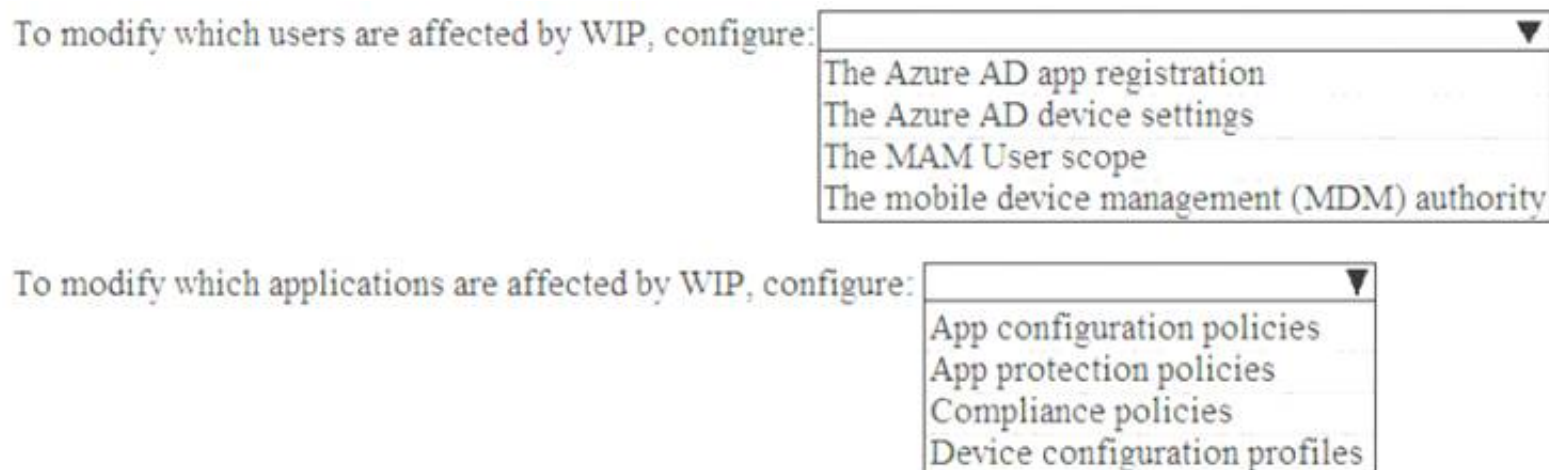 To modify which users are affected by WIP, configure:
The Azure AD app registration
The Azure AD device settings
The MAM User scope
The mobile device management (MDM) authority
To modify which applications are affected by WIP, configure:
App configuration policies
App protection policies
Compliance policies
Device configuration profiles